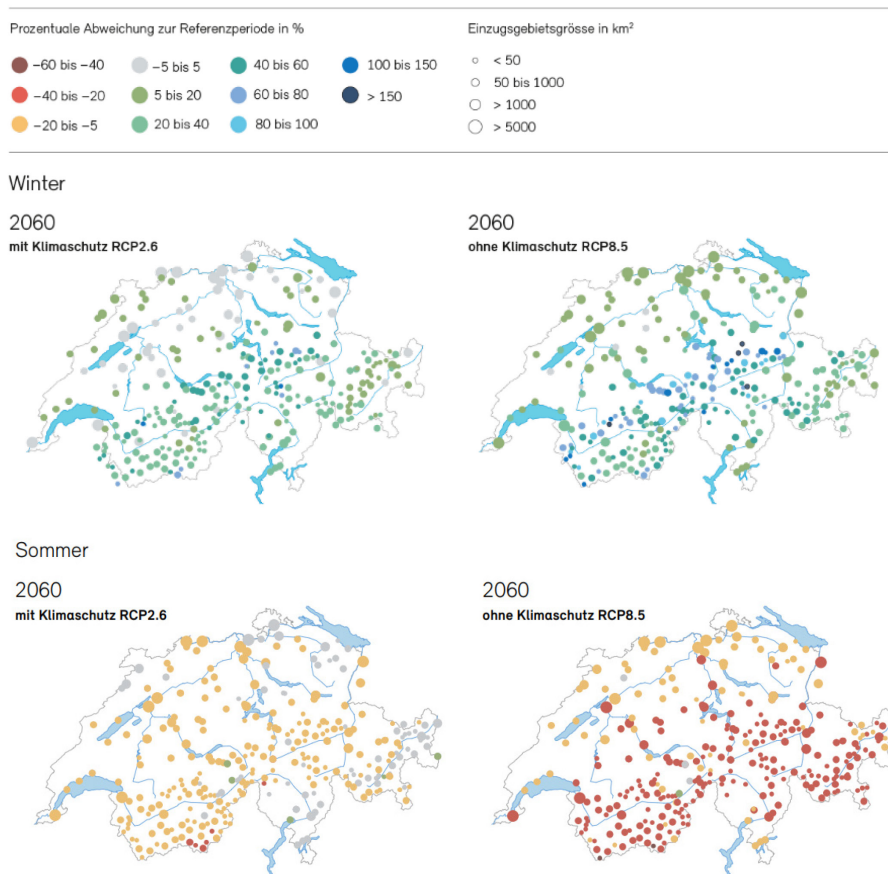 Prozentuale Abweichung zur Referenzperiode in %
Einzugsgebietsgrösse in km²
−60 bis −40
−5 bis 5
40 bis 60
100 bis 150
< 50
−40 bis −20
5 bis 20
60 bis 80
> 150
50 bis 1000
−20 bis −5
20 bis 40
80 bis 100
> 1000
> 5000
Winter
2060
mit Klimaschutz RCP2.6
2060
ohne Klimaschutz RCP8.5
Sommer
2060
mit Klimaschutz RCP2.6
2060
ohne Klimaschutz RCP8.5